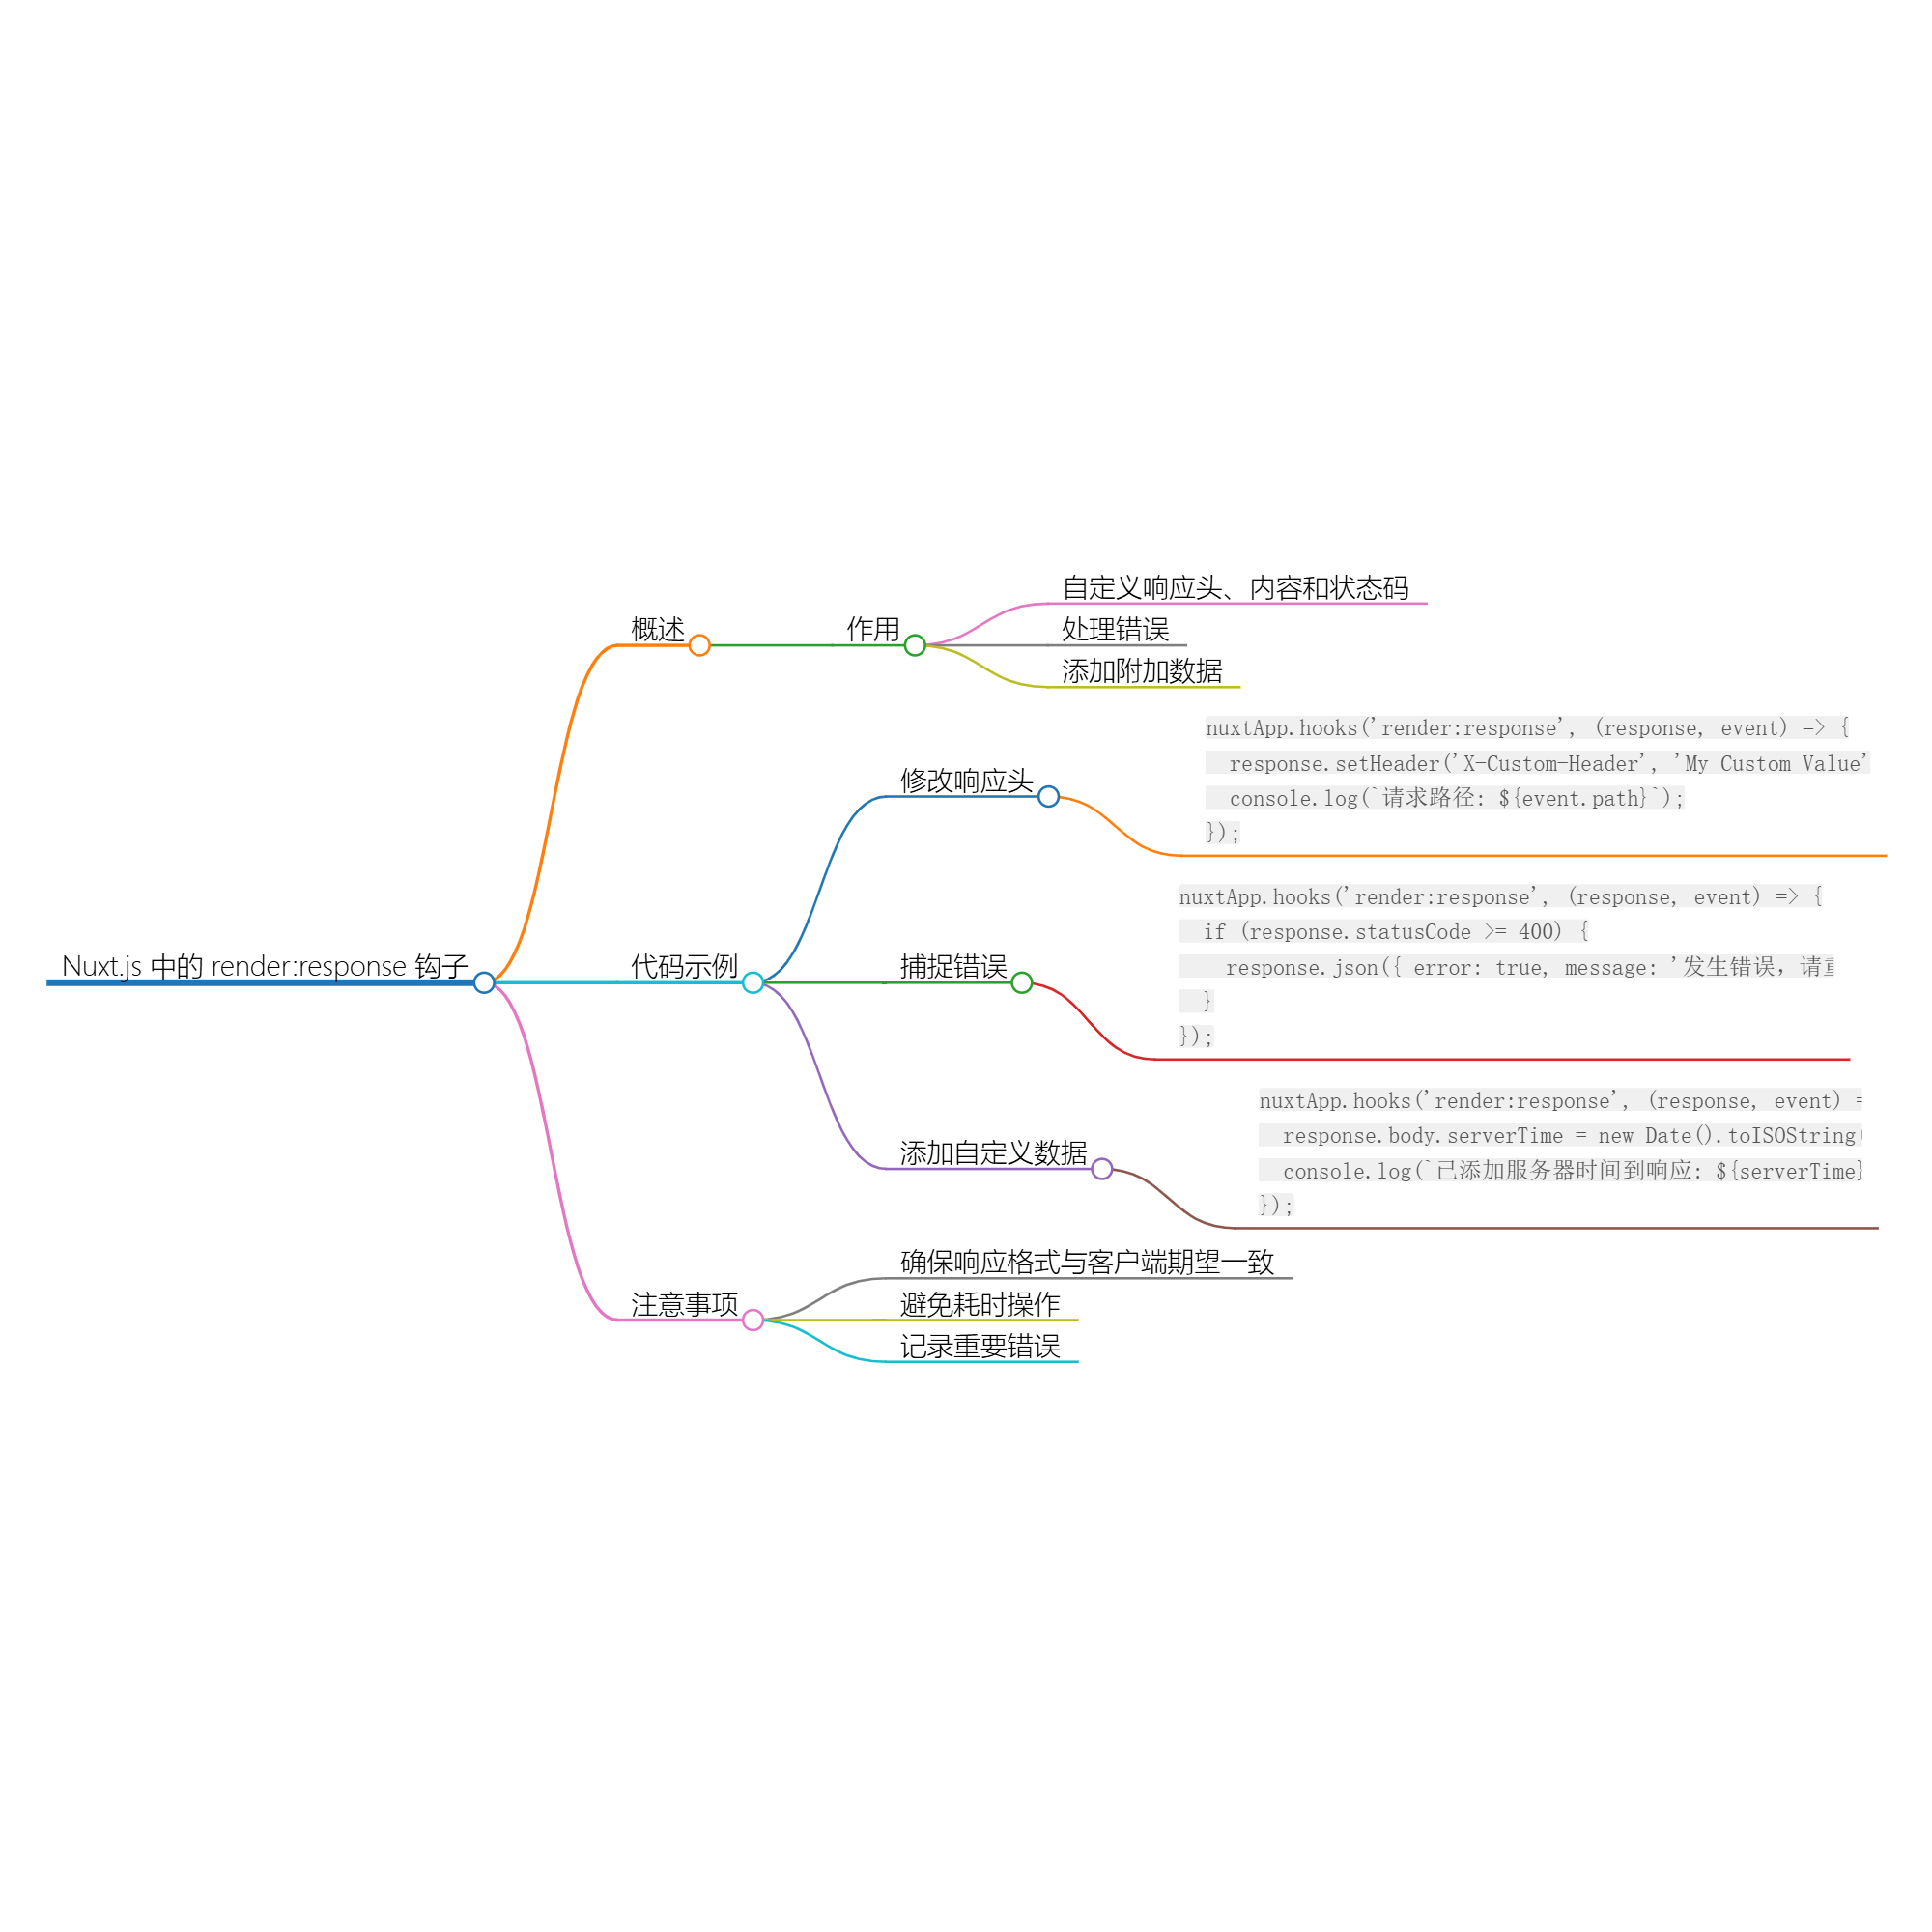 Nuxt.js 中的 render:response 钩子
概述
作用
自定义响应头、内容和状态码
处理错误
添加附加数据
代码示例
修改响应头
nuxtApp.hooks('render:response', (response, event) => {
  response.setHeader('X-Custom-Header', 'My Custom Value'
  console.log(`请求路径: ${event.path}`);
});
捕捉错误
nuxtApp.hooks('render:response', (response, event) => {
  if (response.statusCode >= 400) {
    response.json({ error: true, message: '发生错误，请
  }
});
添加自定义数据
nuxtApp.hooks('render:response', (response, event) =
  response.body.serverTime = new Date().toISOString(
  console.log(`已添加服务器时间到响应: ${serverTime}
});
注意事项
确保响应格式与客户端期望一致
避免耗时操作
记录重要错误